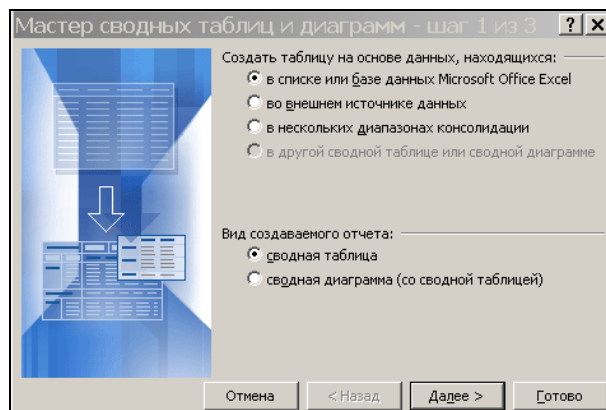 Мастер сводных таблиц и диаграмм - шаг 1 из 3
Создать таблицу на основе данных, находящихся:
в списке или базе данных Microsoft Office Excel
во внешнем источнике данных
в нескольких диапазонах консолидации
в другой сводной таблице или сводной диаграмме
Вид создаваемого отчета:
сводная таблица
сводная диаграмма (со сводной таблицей)
Отмена < Назад Далее > Готово